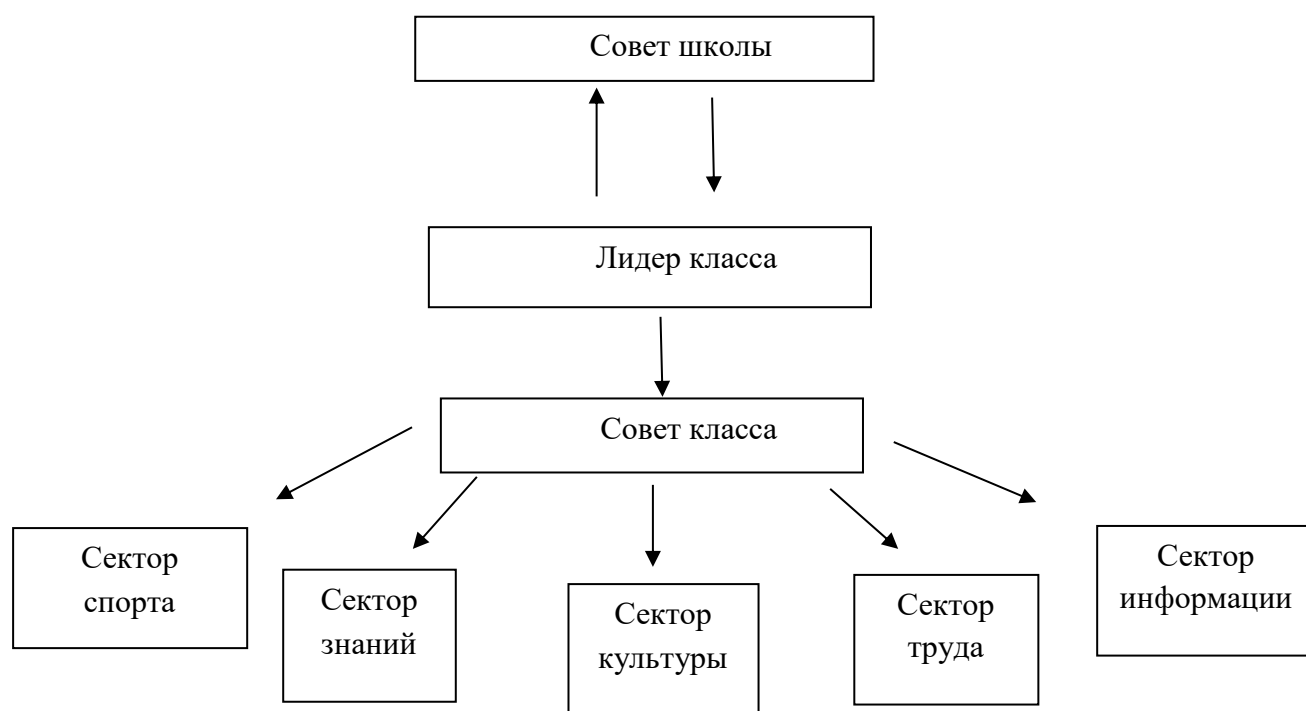 Совет школы
Лидер класса
Совет класса
Сектор
спорта
Сектор
знаний
Сектор
культуры
Сектор
труда
Сектор
информации